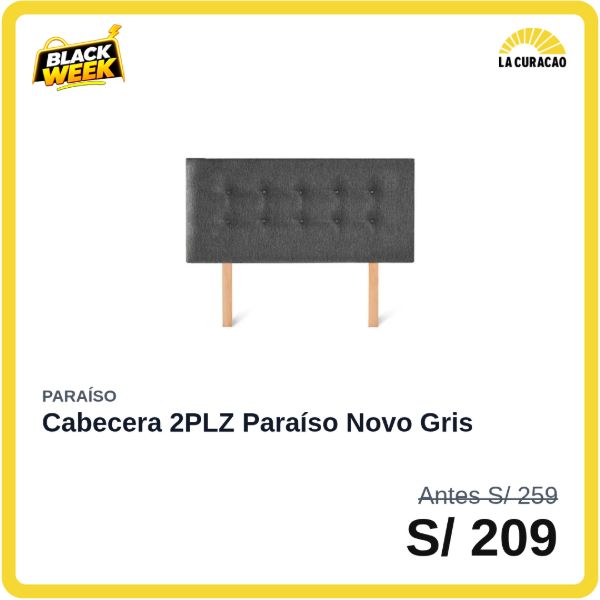 BLACK
WEEK
LA CURACAO
PARAÍSO
Cabecera 2PLZ Paraíso Novo Gris
Antes S/ 259
S/ 209